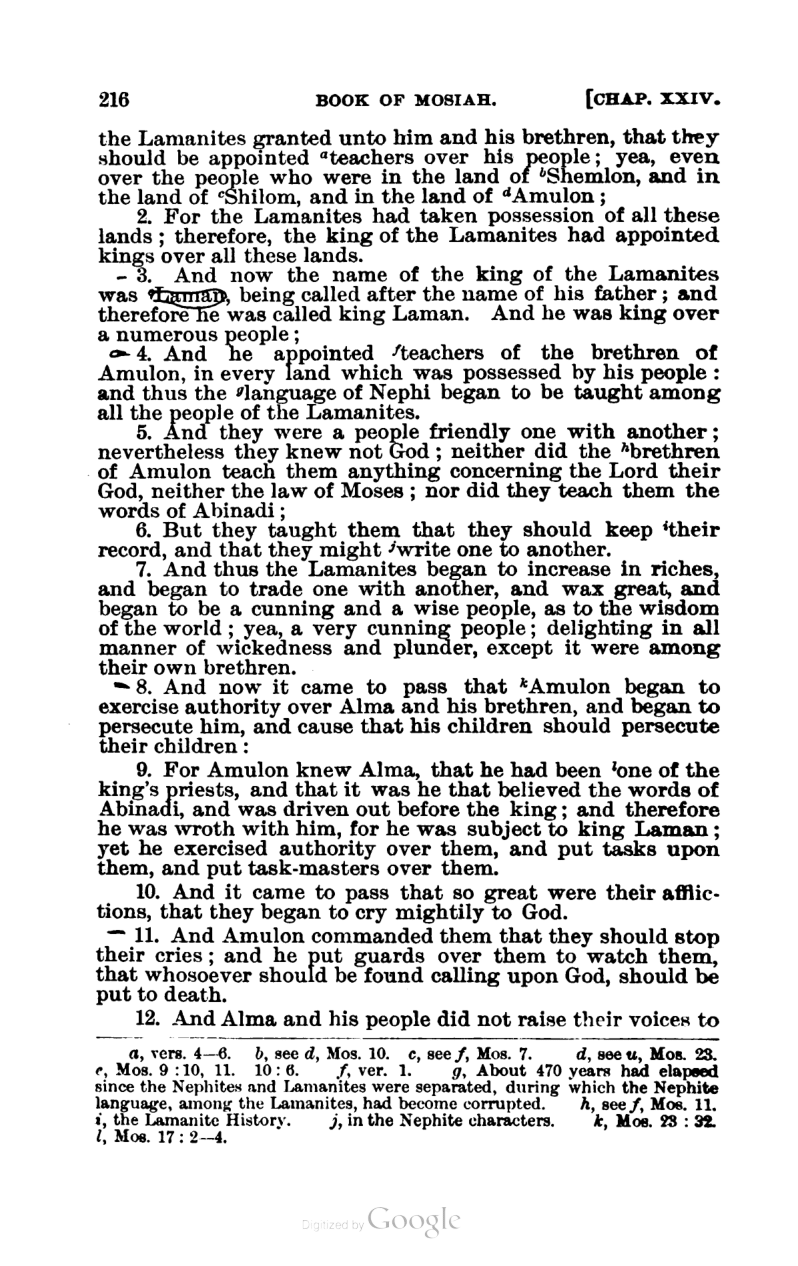 216 BOOK OF MOSIAH. [CHAP. XXIV.
the Lamanites granted unto him and his brethren, that they
should be appointed ᵃteachers over his people; yea, even
over the people who were in the land of ᵇShemlon, and in
the land of ᶜShilom, and in the land of ᵈAmulon;
2. For the Lamanites had taken possession of all these
lands; therefore, the king of the Lamanites had appointed
kings over all these lands.
3. And now the name of the king of the Lamanites
was ᵉLaman, being called after the name of his father; and
therefore he was called king Laman. And he was king over
a numerous people;
4. And he appointed ᶠteachers of the brethren of
Amulon, in every land which was possessed by his people:
and thus the ᵍlanguage of Nephi began to be taught among
all the people of the Lamanites.
5. And they were a people friendly one with another;
nevertheless they knew not God; neither did the ʰbrethren
of Amulon teach them anything concerning the Lord their
God, neither the law of Moses; nor did they teach them the
words of Abinadi;
6. But they taught them that they should keep ⁱtheir
record, and that they might ʲwrite one to another.
7. And thus the Lamanites began to increase in riches,
and began to trade one with another, and wax great, and
began to be a cunning and a wise people, as to the wisdom
of the world; yea, a very cunning people; delighting in all
manner of wickedness and plunder, except it were among
their own brethren.
8. And now it came to pass that ᵏAmulon began to
exercise authority over Alma and his brethren, and began to
persecute him, and cause that his children should persecute
their children:
9. For Amulon knew Alma, that he had been ˡone of the
king's priests, and that it was he that believed the words of
Abinadi, and was driven out before the king; and therefore
he was wroth with him, for he was subject to king Laman;
yet he exercised authority over them, and put tasks upon
them, and put task-masters over them.
10. And it came to pass that so great were their afflic-
tions, that they began to cry mightily to God.
11. And Amulon commanded them that they should stop
their cries; and he put guards over them to watch them,
that whosoever should be found calling upon God, should be
put to death.
12. And Alma and his people did not raise their voices to
a, vers. 4—6. b, see d, Mos. 10. c, see f, Mos. 7. d, see u, Mos. 23.
e, Mos. 9:10, 11. 10:6. f, ver. 1. g, About 470 years had elapsed
since the Nephites and Lamanites were separated, during which the Nephite
language, among the Lamanites, had become corrupted. h, see f, Mos. 11.
i, the Lamanite History. j, in the Nephite characters. k, Mos. 23:32.
l, Mos. 17:2—4.
Digitized by Google